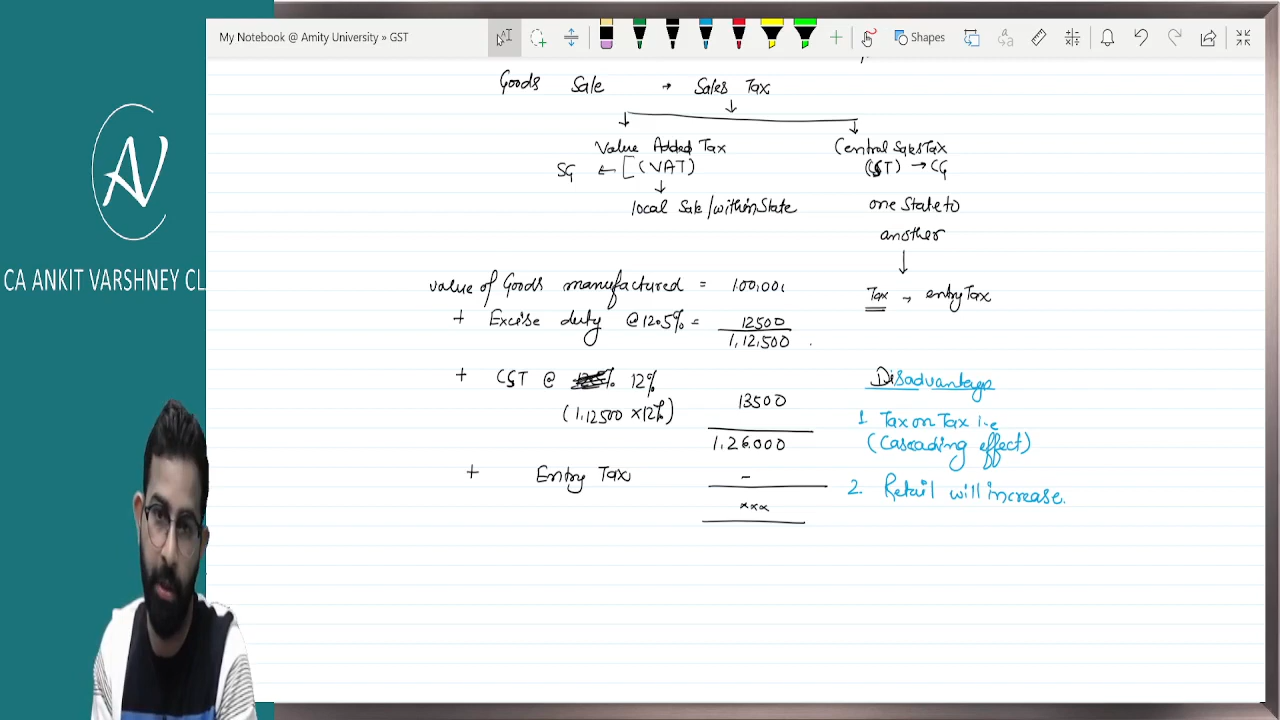 My Notebook @ Amity University » GST
Shapes
Goods Sale → Sales Tax
Value Added Tax
Central Sales Tax
SG ← [(VAT)
(CST) → CG
local Sale/within State
one State to
another
Tax → entry Tax
value of Goods manufactured = 100,000
+ Excise duty @12.5% = 12500
1,12,500
+ CST @ 12%
(1,12500 x 12%) 13500
1,26,000
+ Entry Tax -
xxx
Disadvantage
1. Tax on Tax i.e
(Cascading effect)
2. Retail will increase.
AV
CA ANKIT VARSHNEY CL